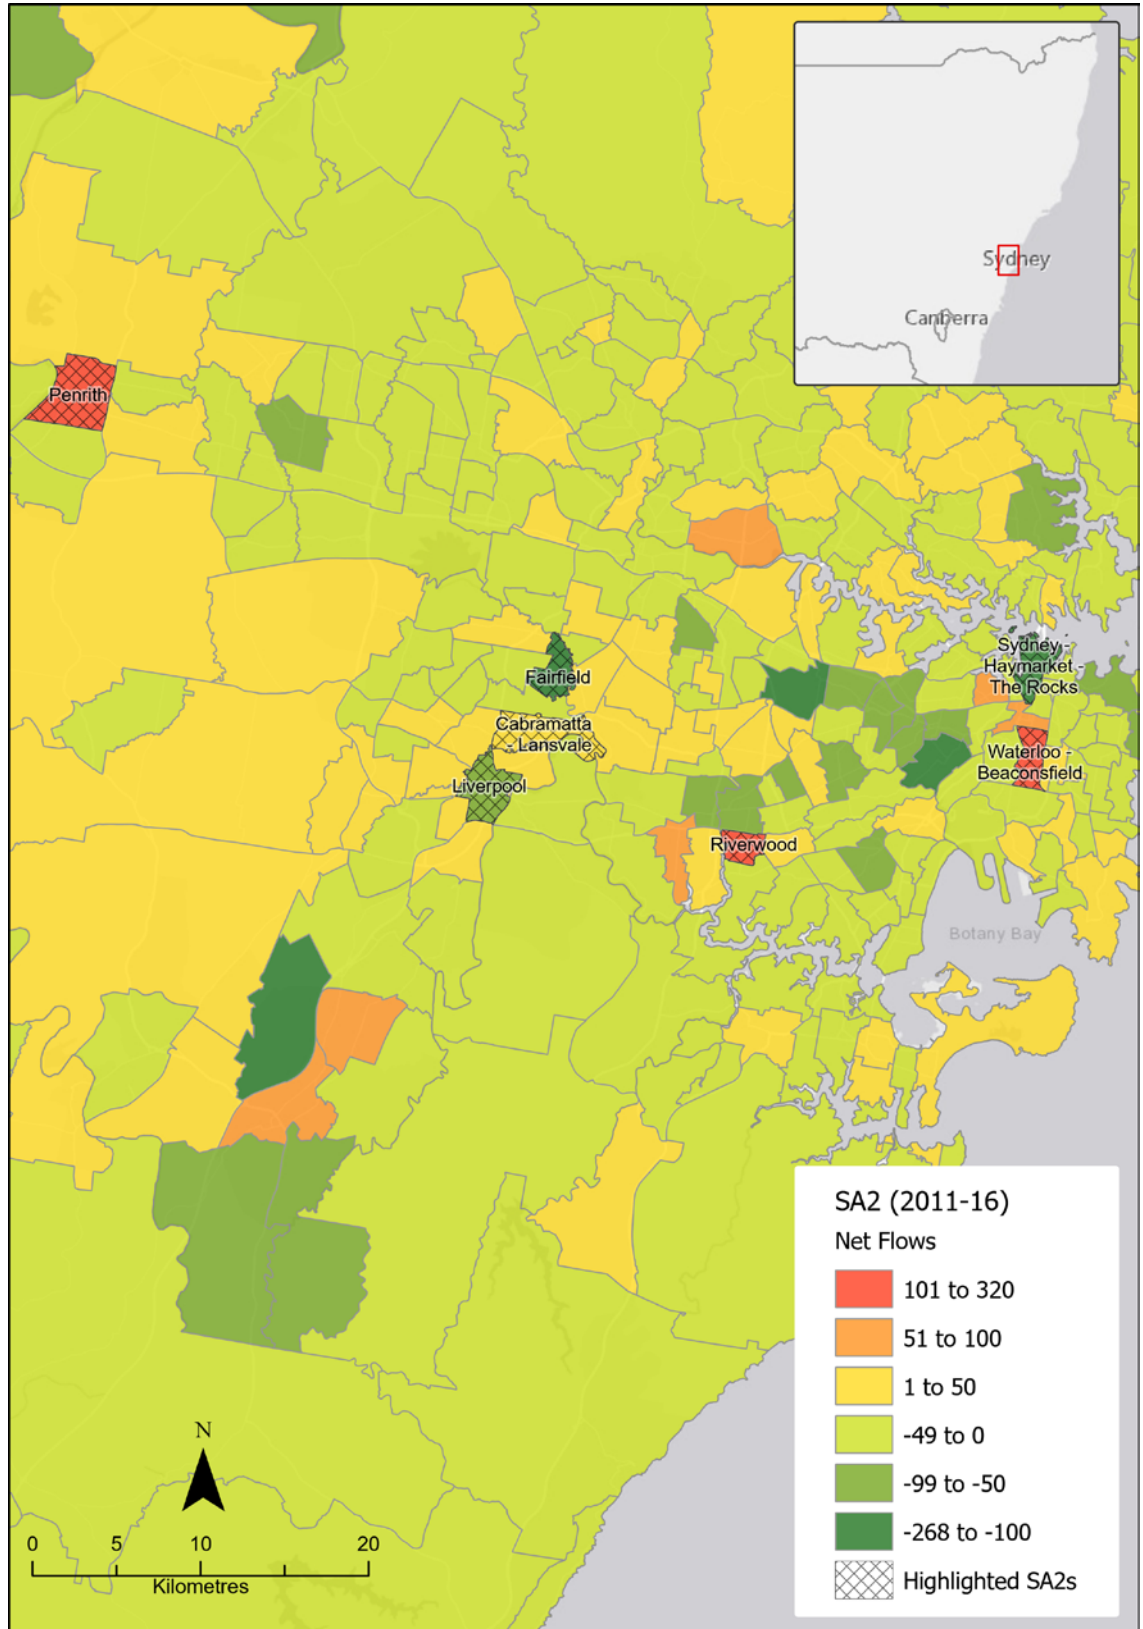 Sydney
Canberra
Penrith
Sydney -
Haymarket -
The Rocks
Fairfield
Cabramatta
- Lansvale
Waterloo -
Beaconsfield
Liverpool
Riverwood
Botany Bay
SA2 (2011-16)
Net Flows
101 to 320
51 to 100
1 to 50
-49 to 0
-99 to -50
-268 to -100
Highlighted SA2s
N
0 5 10 20
Kilometres